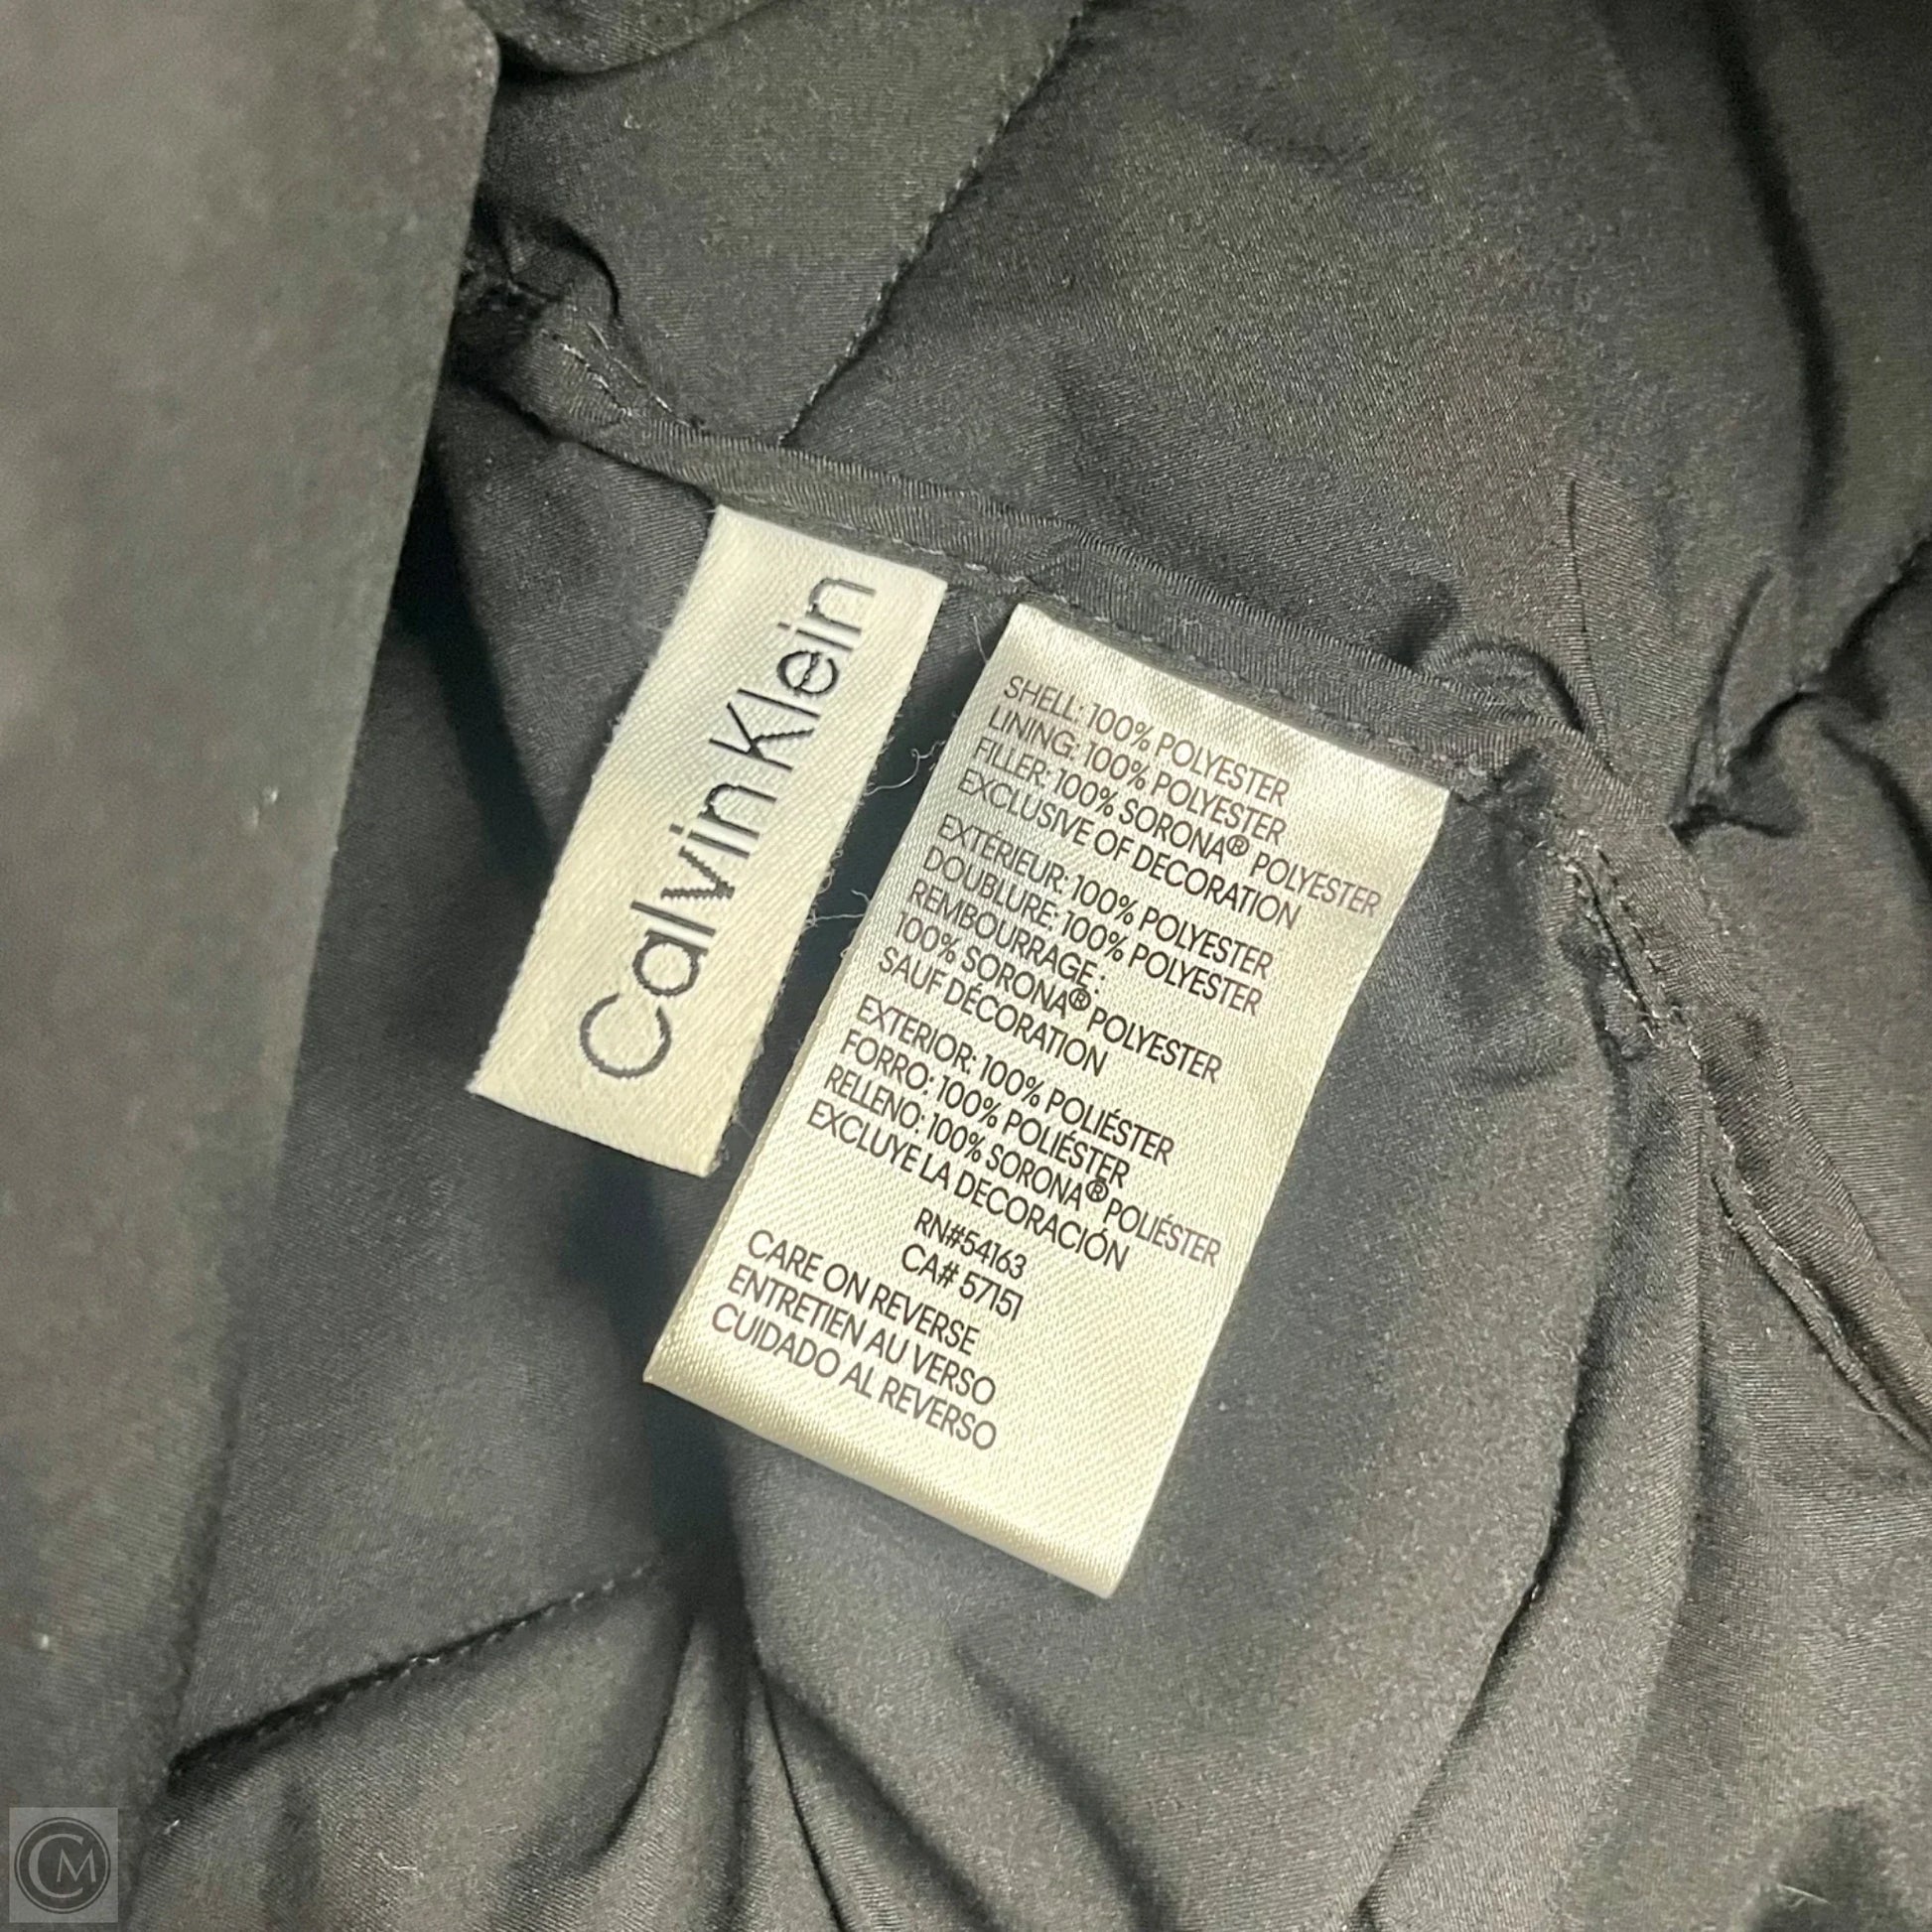 Calvin Klein
SHELL: 100% POLYESTER
LINING: 100% POLYESTER
FILLER: 100% SORONA® POLYESTER
EXCLUSIVE OF DECORATION
EXTÉRIEUR: 100% POLYESTER
DOUBLURE: 100% POLYESTER
REMBOURRAGE :
100% SORONA® POLYESTER
SAUF DÉCORATION
EXTERIOR: 100% POLIÉSTER
FORRO: 100% POLIÉSTER
RELLENO: 100% SORONA® POLIÉSTER
EXCLUYE LA DECORACIÓN
RN#54163
CA# 57151
CARE ON REVERSE
ENTRETIEN AU VERSO
CUIDADO AL REVERSO
CM